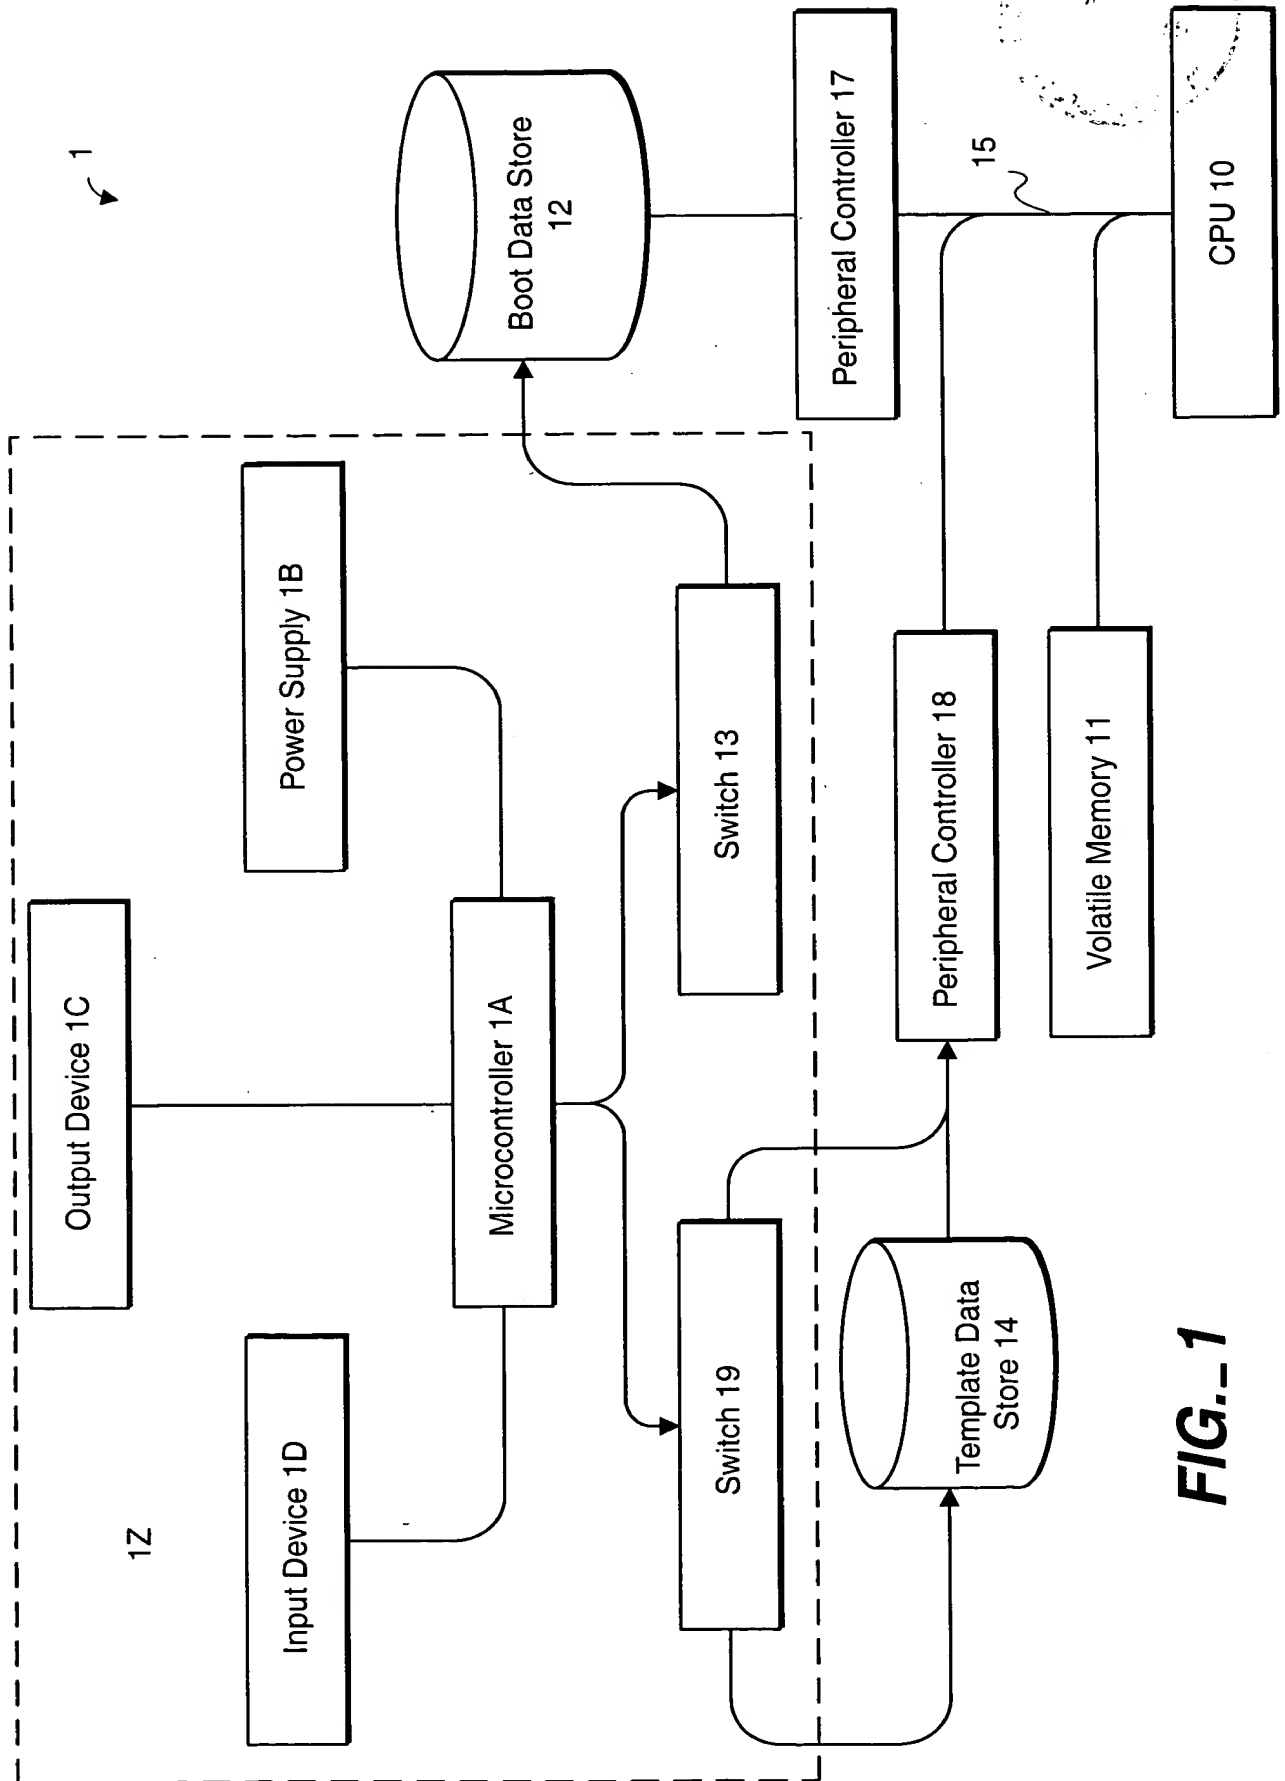 1
1Z
Input Device 1D
Output Device 1C
Power Supply 1B
Microcontroller 1A
Boot Data Store
12
Switch 19
Switch 13
Template Data
Store 14
Peripheral Controller 18
Peripheral Controller 17
Volatile Memory 11
15
CPU 10
FIG._1